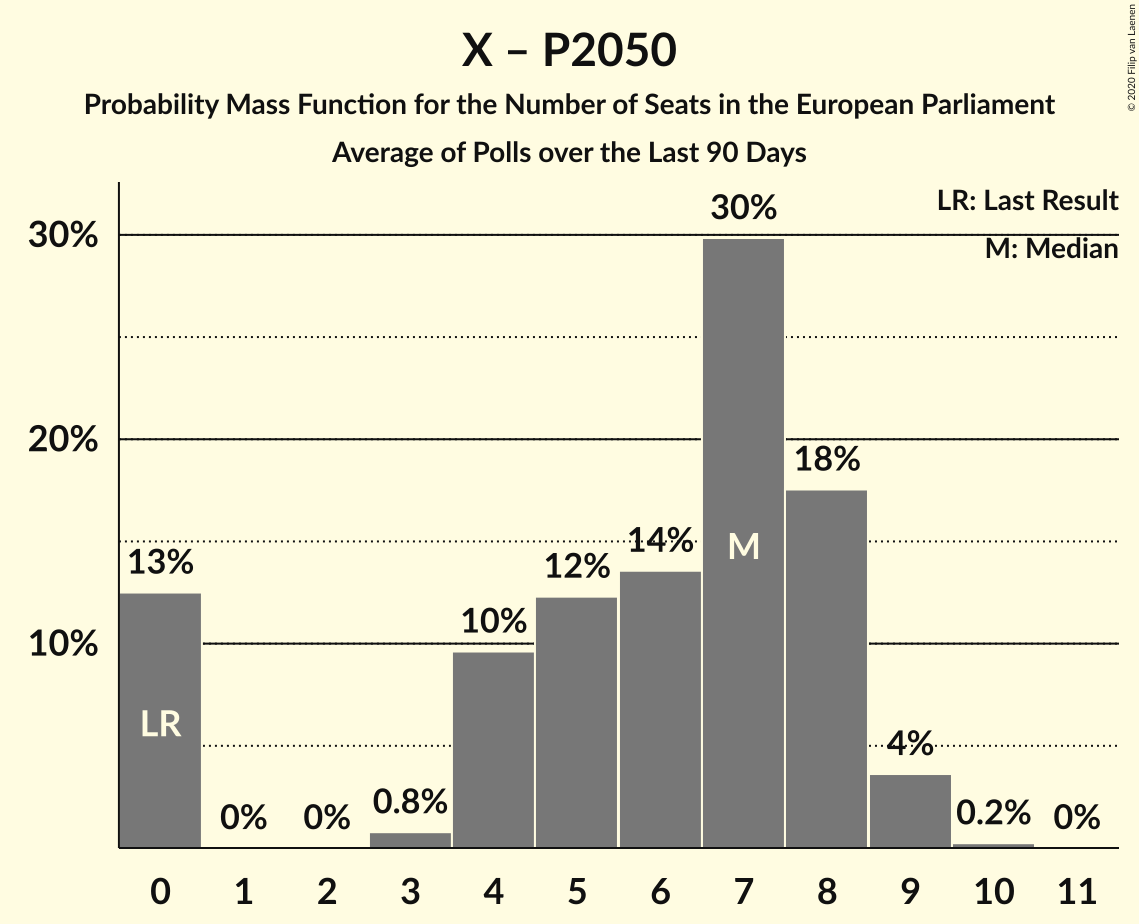 X – P2050
Probability Mass Function for the Number of Seats in the European Parliament
Average of Polls over the Last 90 Days
© 2020 Filip van Laenen
LR: Last Result
M: Median
30%
20%
10%
13%
0%
0%
0.8%
10%
12%
14%
30%
18%
4%
0.2%
0%
LR
M
0 1 2 3 4 5 6 7 8 9 10 11